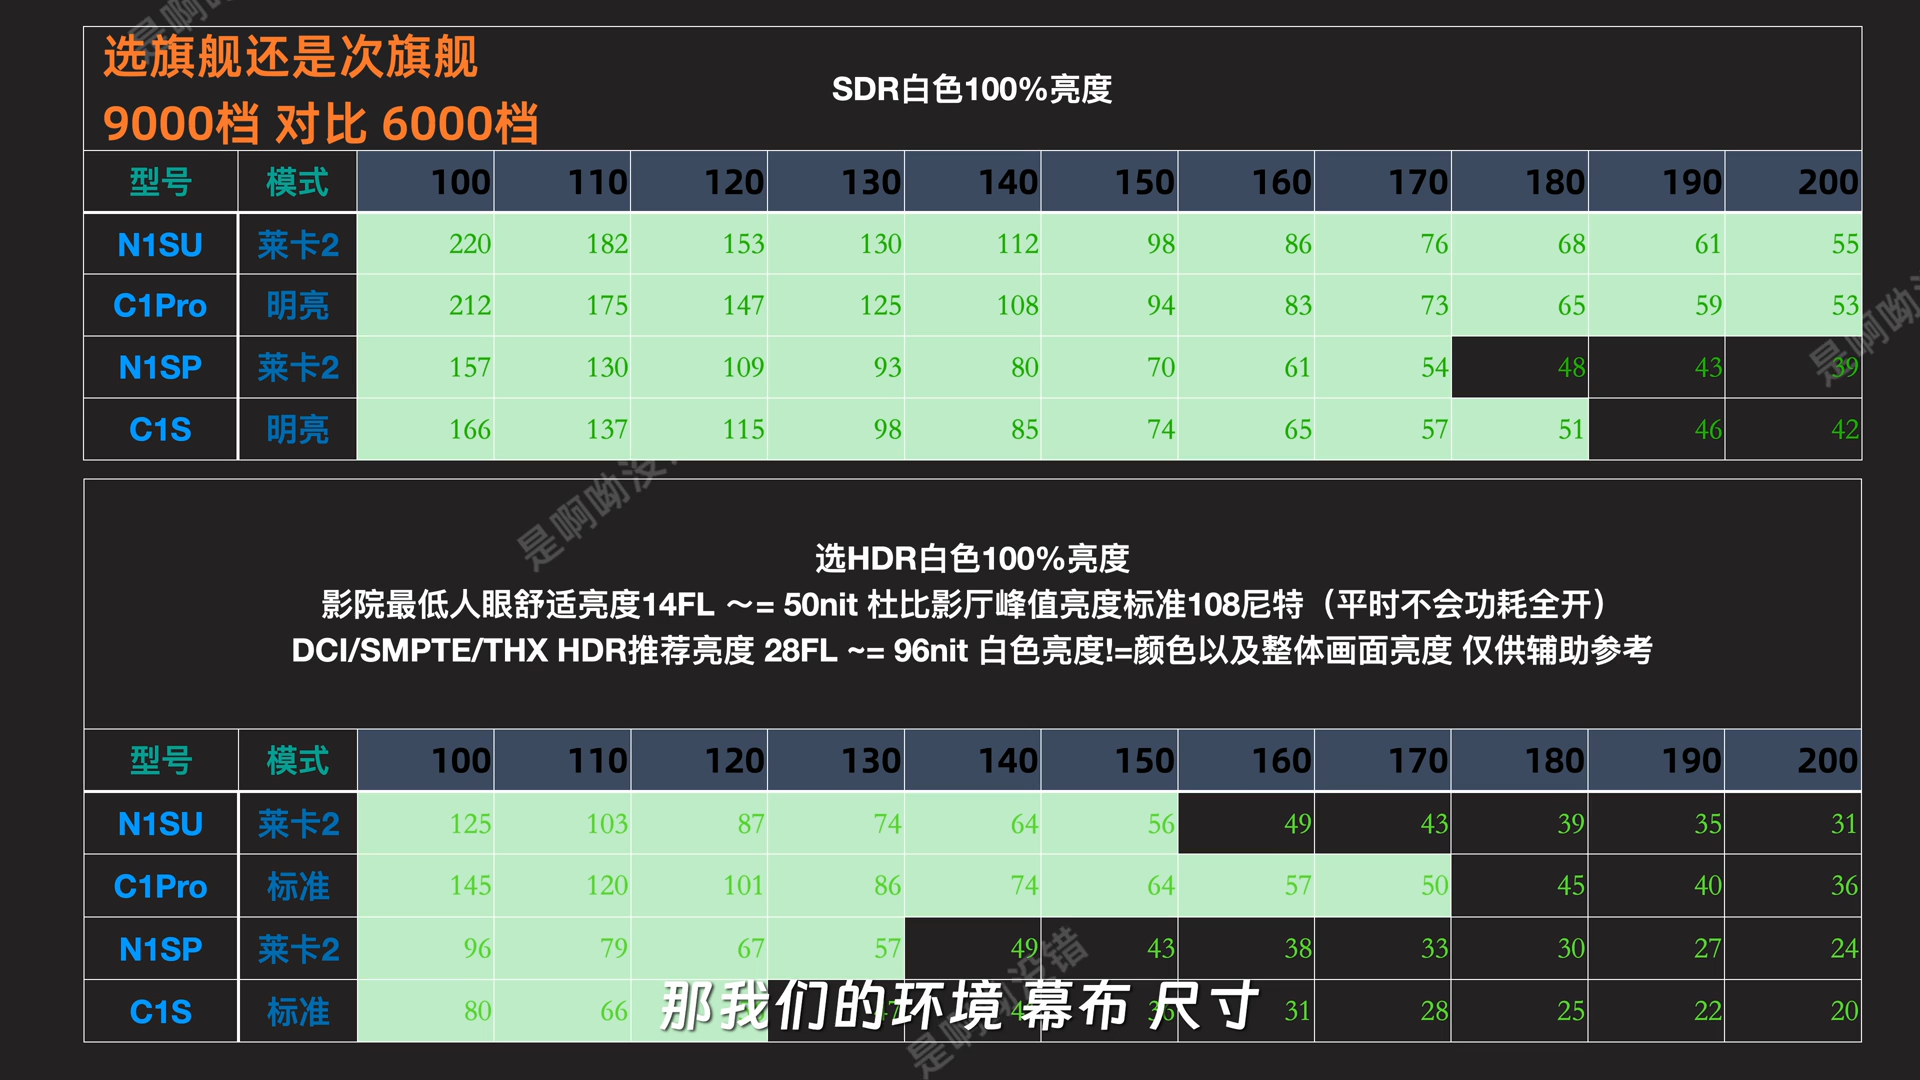 选旗舰还是次旗舰
9000档 对比 6000档
SDR白色100%亮度
型号 模式 100 110 120 130 140 150 160 170 180 190 200
N1SU 莱卡2 220 182 153 130 112 98 86 76 68 61 55
C1Pro 明亮 212 175 147 125 108 94 83 73 65 59 53
N1SP 莱卡2 157 130 109 93 80 70 61 54 48 43 39
C1S 明亮 166 137 115 98 85 74 65 57 51 46 42
选HDR白色100%亮度
影院最低人眼舒适亮度14FL ～= 50nit 杜比影厅峰值亮度标准108尼特（平时不会功耗全开）
DCI/SMPTE/THX HDR推荐亮度 28FL ~= 96nit 白色亮度!=颜色以及整体画面亮度 仅供辅助参考
型号 模式 100 110 120 130 140 150 160 170 180 190 200
N1SU 莱卡2 125 103 87 74 64 56 49 43 39 35 31
C1Pro 标准 145 120 101 86 74 64 57 50 45 40 36
N1SP 莱卡2 96 79 67 57 49 43 38 33 30 27 24
C1S 标准 80 66 31 28 25 22 20
那我们的环境 幕布 尺寸
是啊呦没错